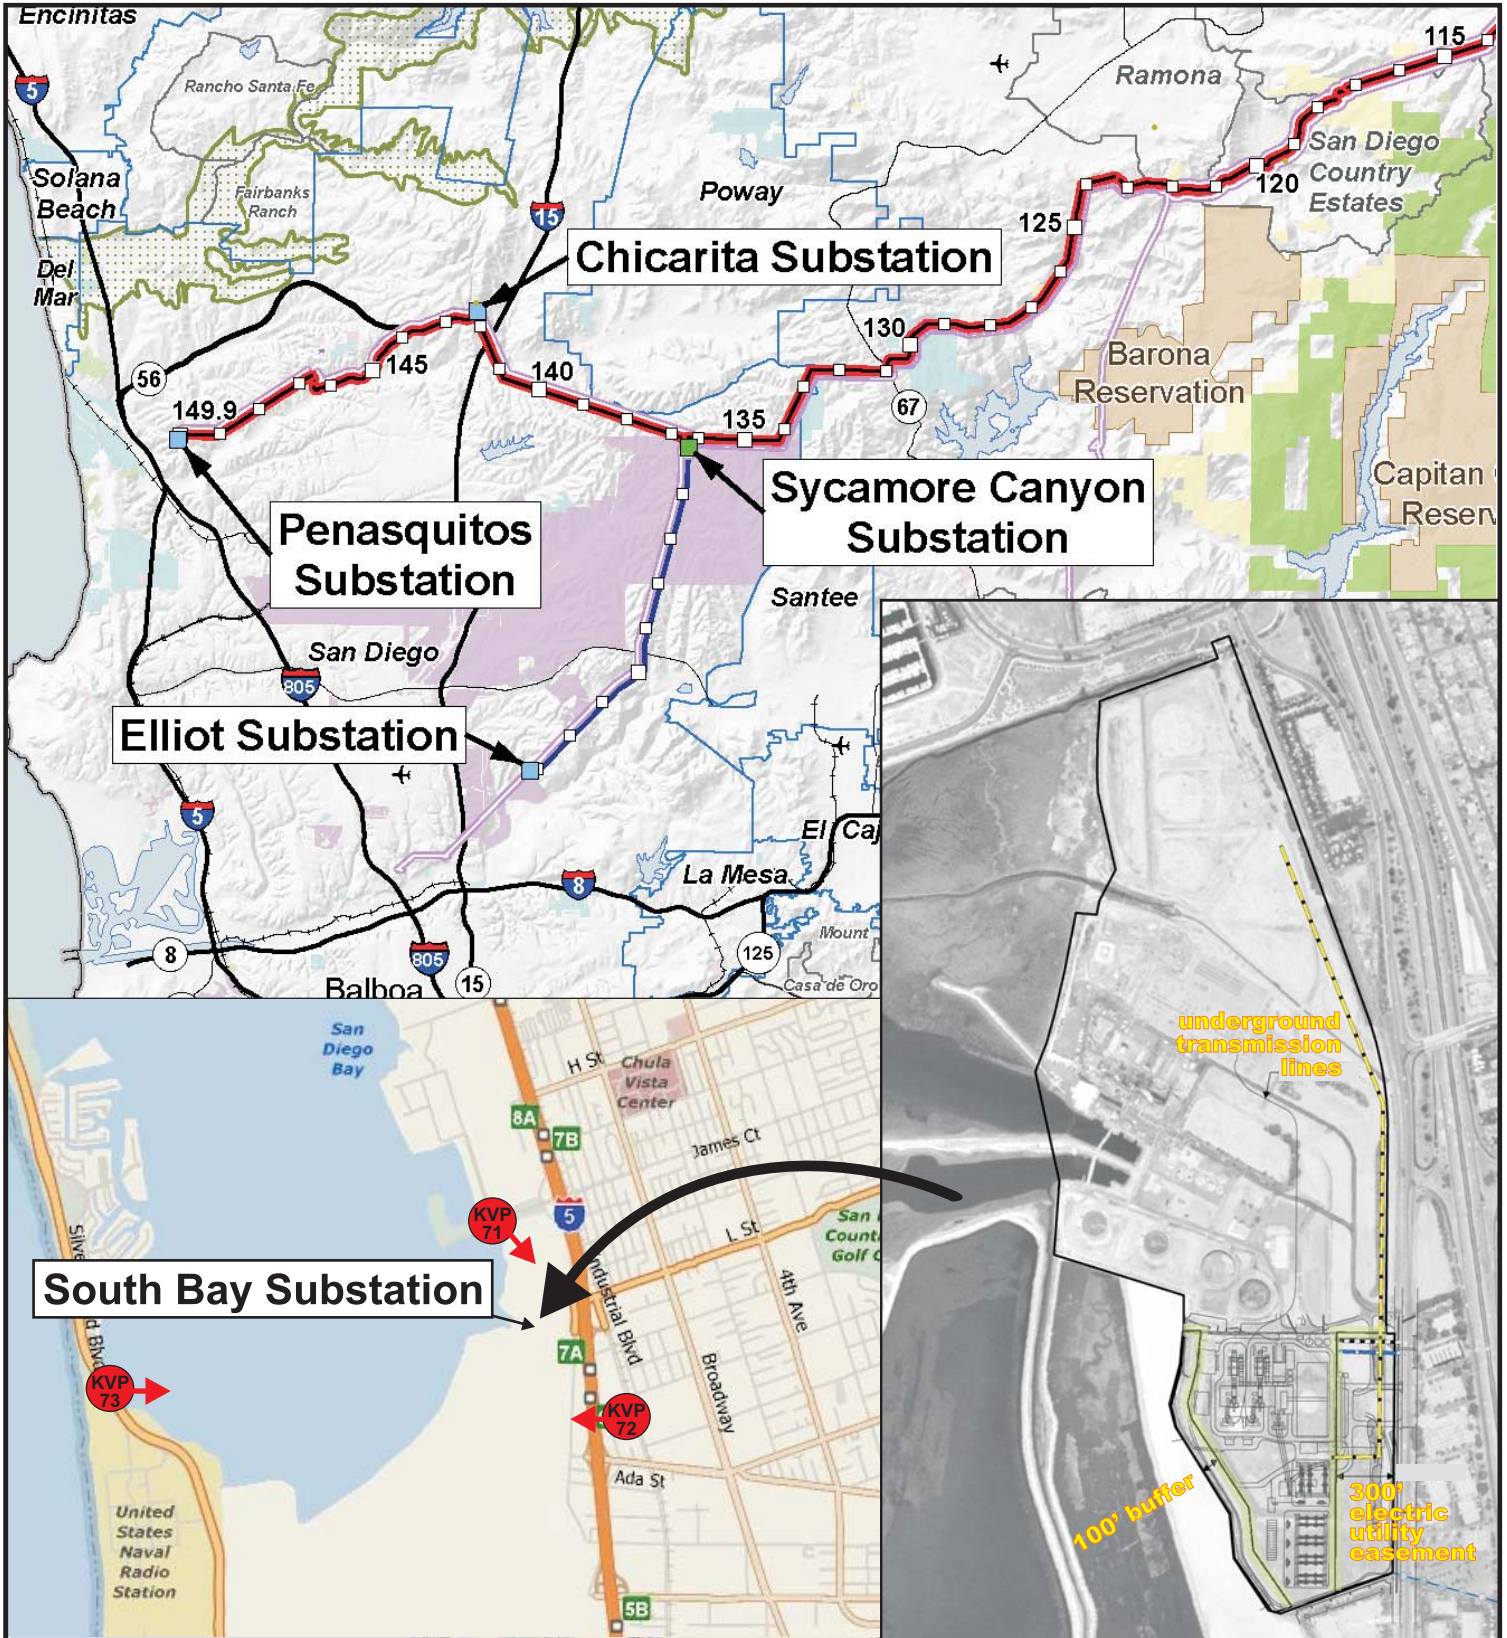 Encinitas
5
Rancho Santa Fe
Solana
Beach
Fairbanks
Ranch
Del
Mar
15
Poway
Ramona
115
San Diego
Country
Estates
120
125
Chicarita Substation
130
Barona
Reservation
67
56
145
140
135
149.9
Penasquitos
Substation
Sycamore Canyon
Substation
Capitan
Santee
San Diego
805
Elliot Substation
5
El Caj
La Mesa
8
8
805
15
125
Mount
Casa de Oro
Balboa
San
Diego
Bay
H St
Chula
Vista
Center
8A
7B
James Ct
KVP
71
5
L St
San
Golf
South Bay Substation
Industrial Blvd
4th Ave
7A
Broadway
KVP
73
KVP
72
Ada St
United
States
Naval
Radio
Station
5B
underground
transmission
lines
100' buffer
300'
electric
utility
easement